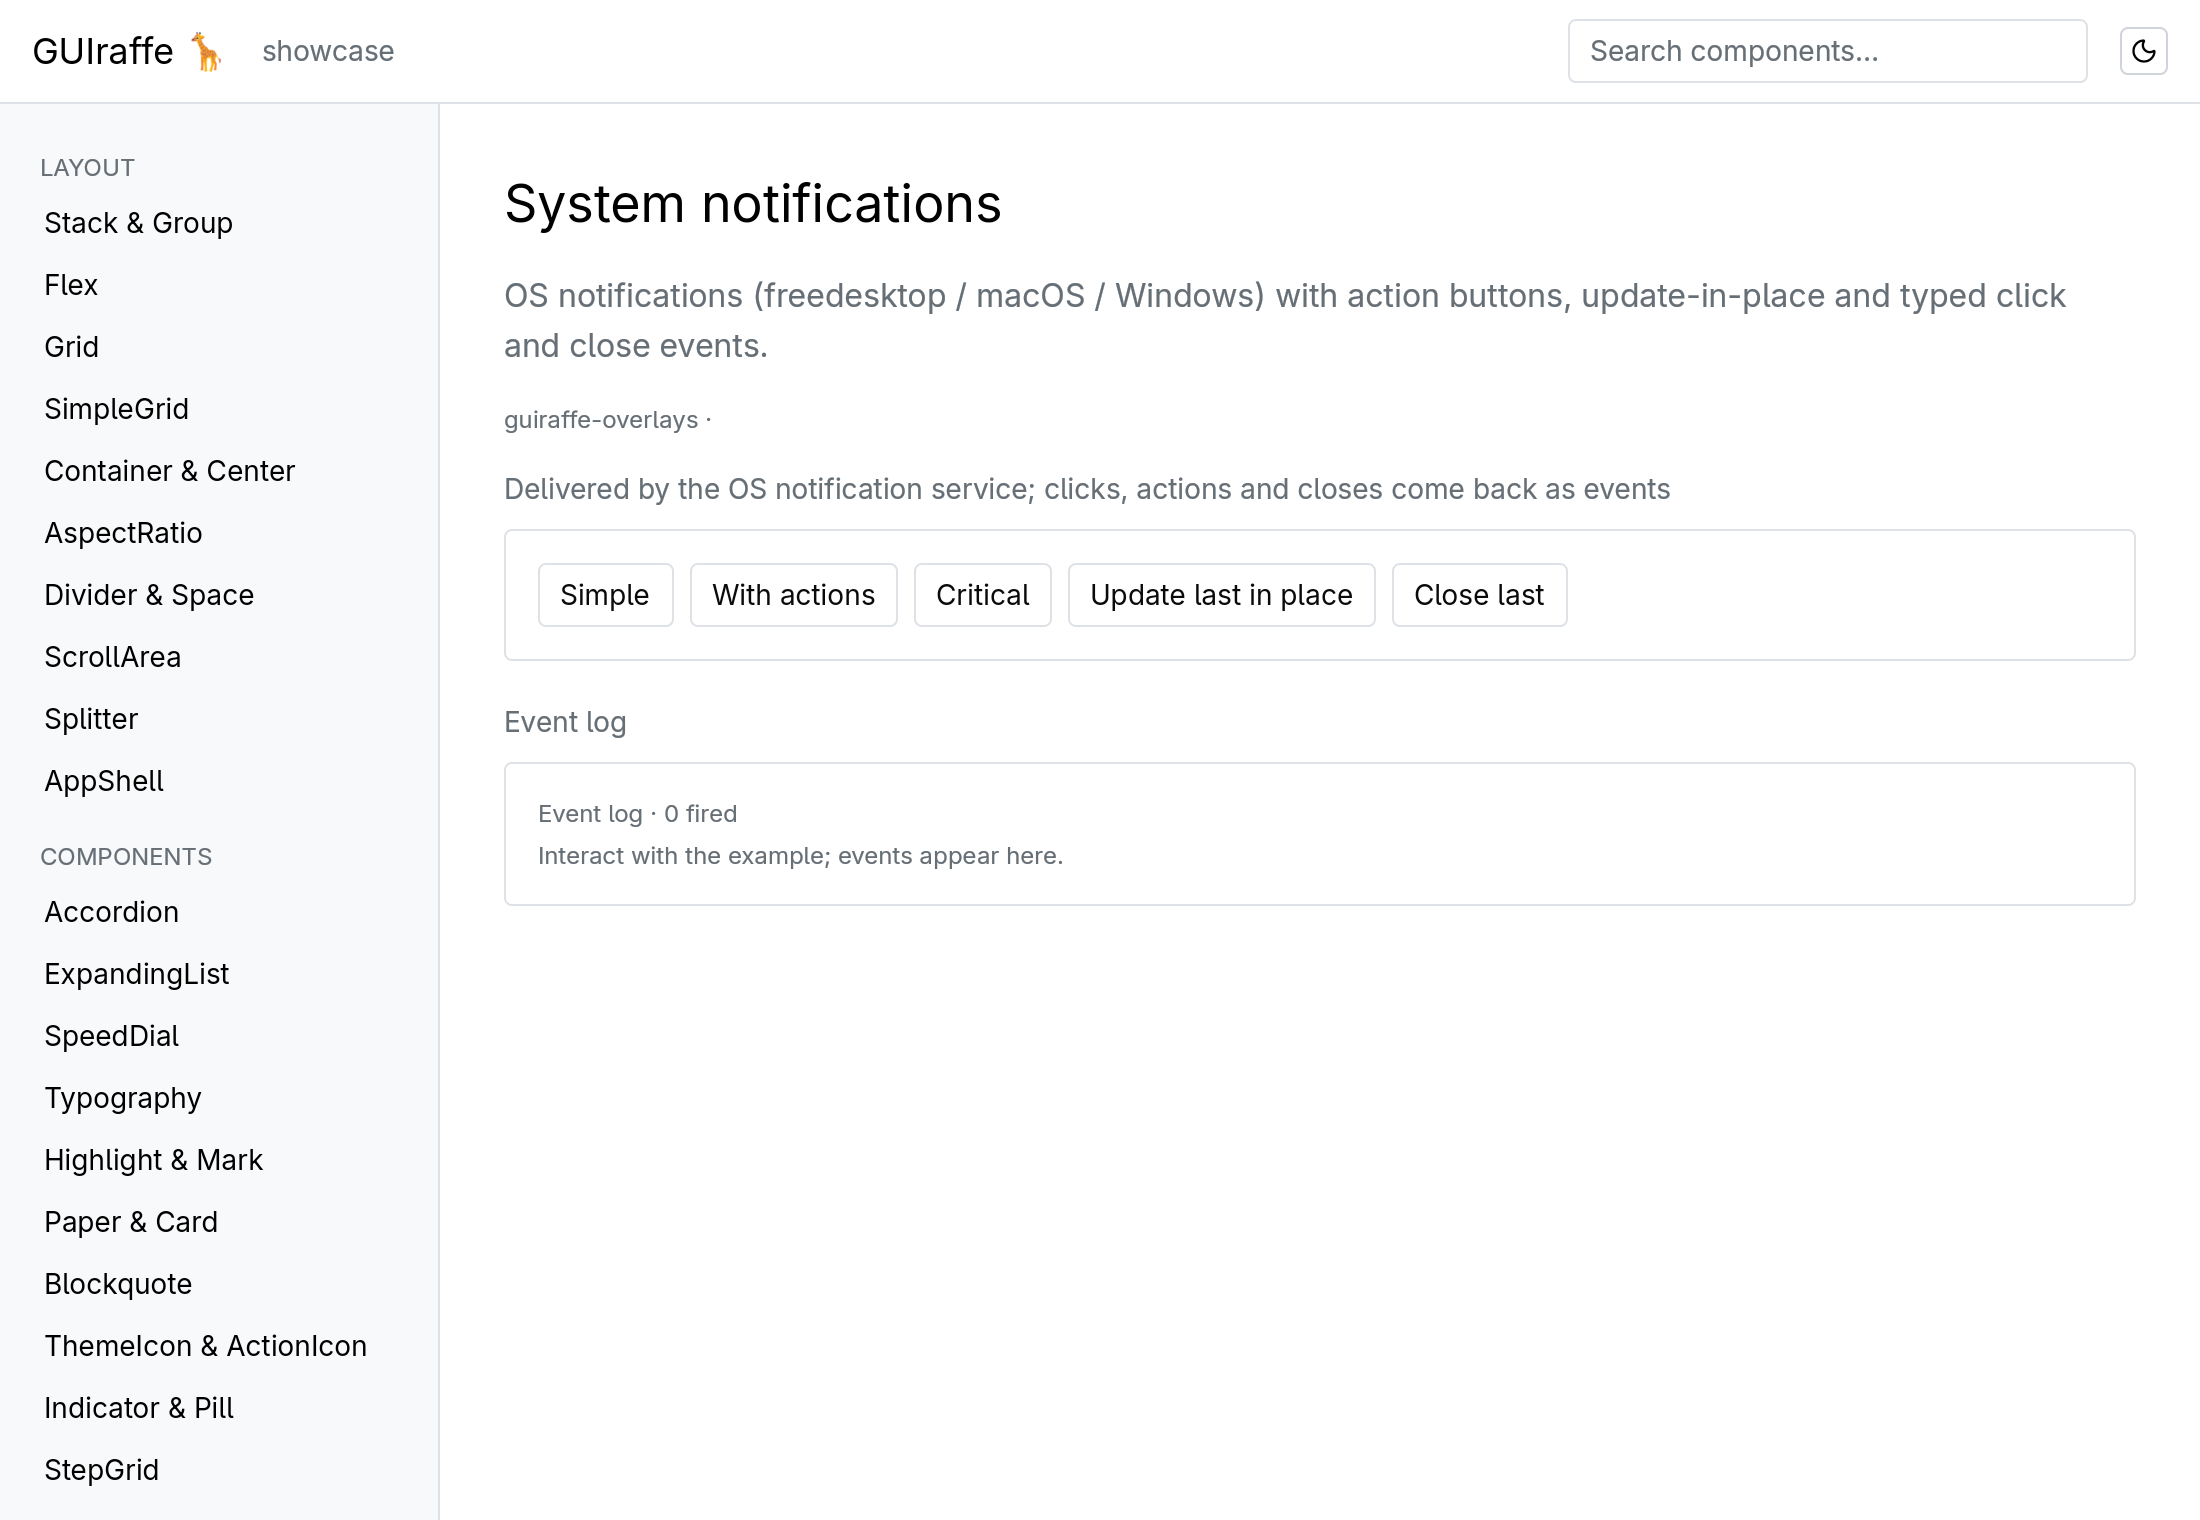 GUIraffe 🦒 showcase
Search components...
LAYOUT
Stack & Group
Flex
Grid
SimpleGrid
Container & Center
AspectRatio
Divider & Space
ScrollArea
Splitter
AppShell
COMPONENTS
Accordion
ExpandingList
SpeedDial
Typography
Highlight & Mark
Paper & Card
Blockquote
ThemeIcon & ActionIcon
Indicator & Pill
StepGrid
System notifications
OS notifications (freedesktop / macOS / Windows) with action buttons, update-in-place and typed click
and close events.
guiraffe-overlays ·
Delivered by the OS notification service; clicks, actions and closes come back as events
Simple With actions Critical Update last in place Close last
Event log
Event log · 0 fired
Interact with the example; events appear here.